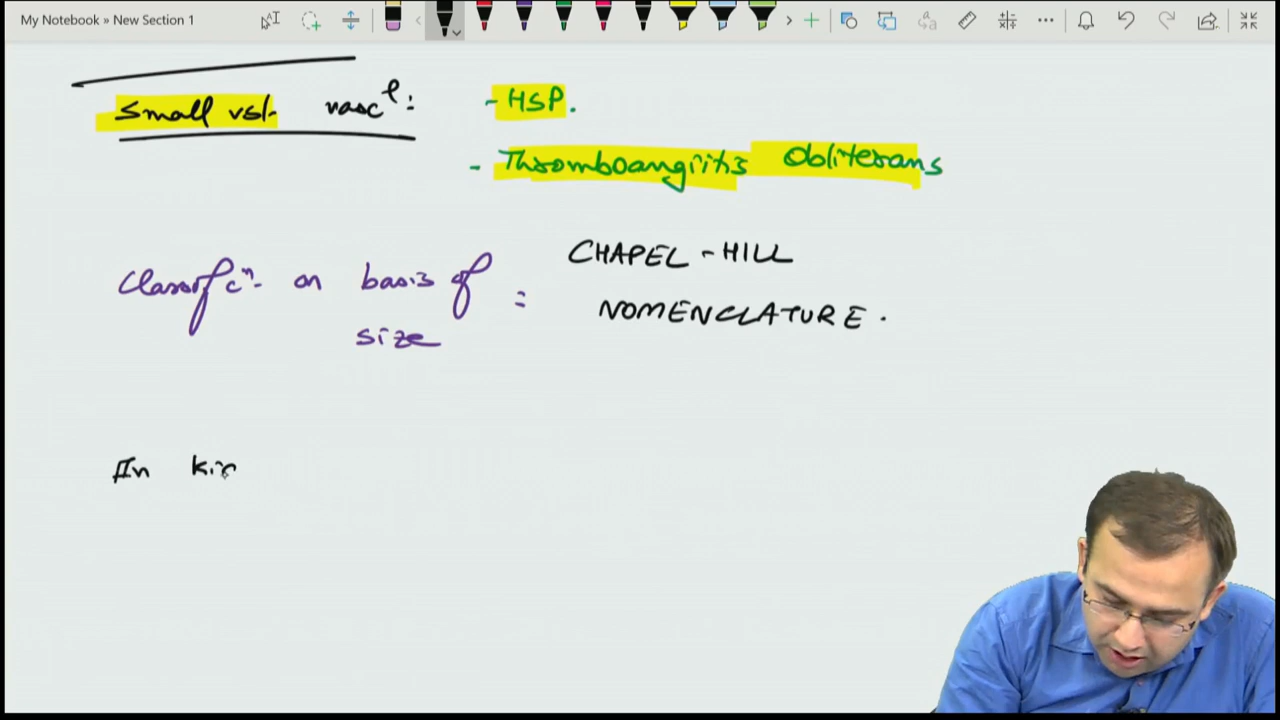 My Notebook » New Section 1
Small vsl. vasc^l :
- HSP.
- Thromboangiitis Obliterans
on basis of size =
CHAPEL - HILL
NOMENCLATURE.
In